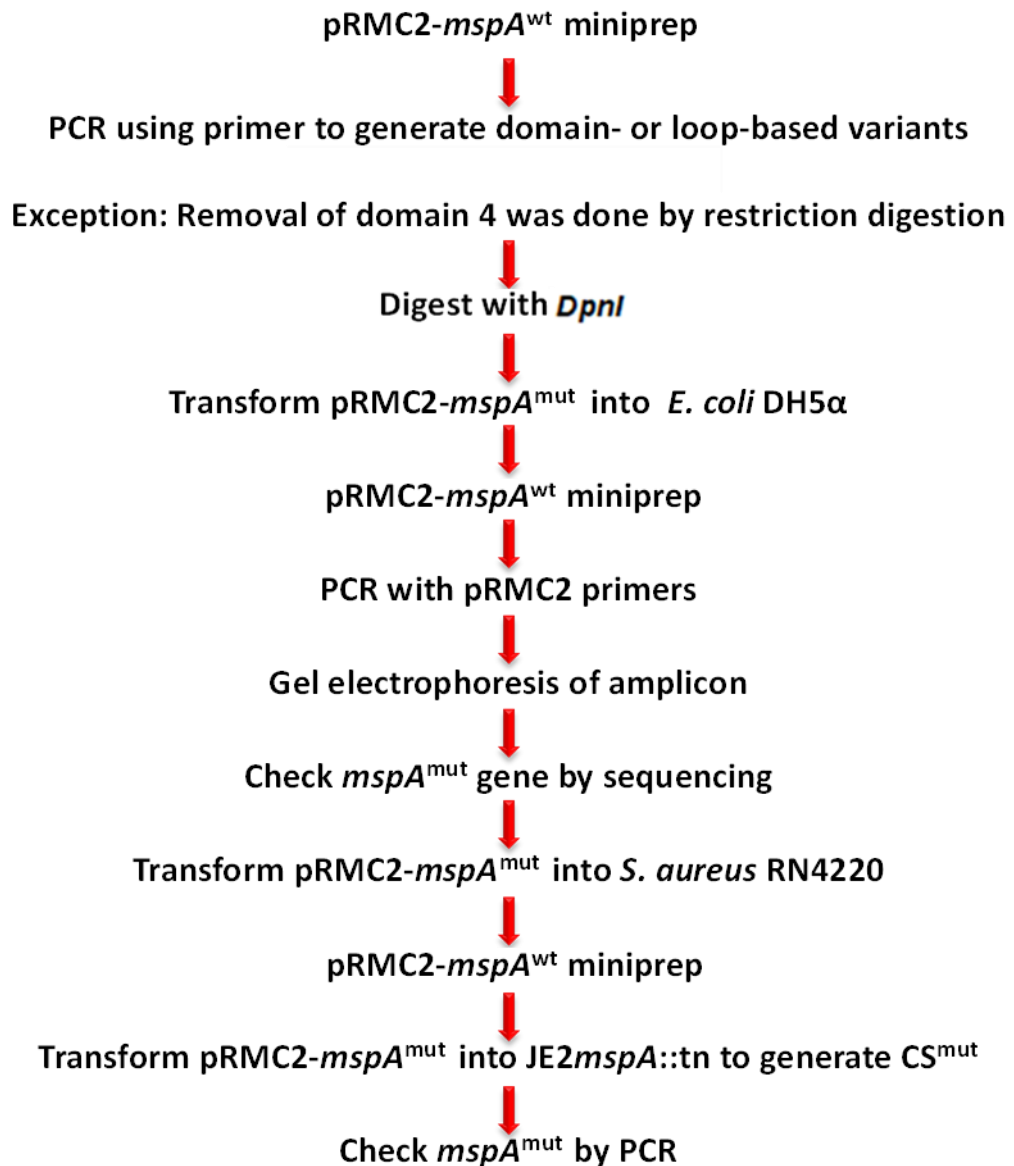 pRMC2-mspAwt miniprep
PCR using primer to generate domain- or loop-based variants
Exception: Removal of domain 4 was done by restriction digestion
Digest with DpnI
Transform pRMC2-mspAmut into E. coli DH5α
pRMC2-mspAwt miniprep
PCR with pRMC2 primers
Gel electrophoresis of amplicon
Check mspAmut gene by sequencing
Transform pRMC2-mspAmut into S. aureus RN4220
pRMC2-mspAwt miniprep
Transform pRMC2-mspAmut into JE2mspA::tn to generate CSmut
Check mspAmut by PCR